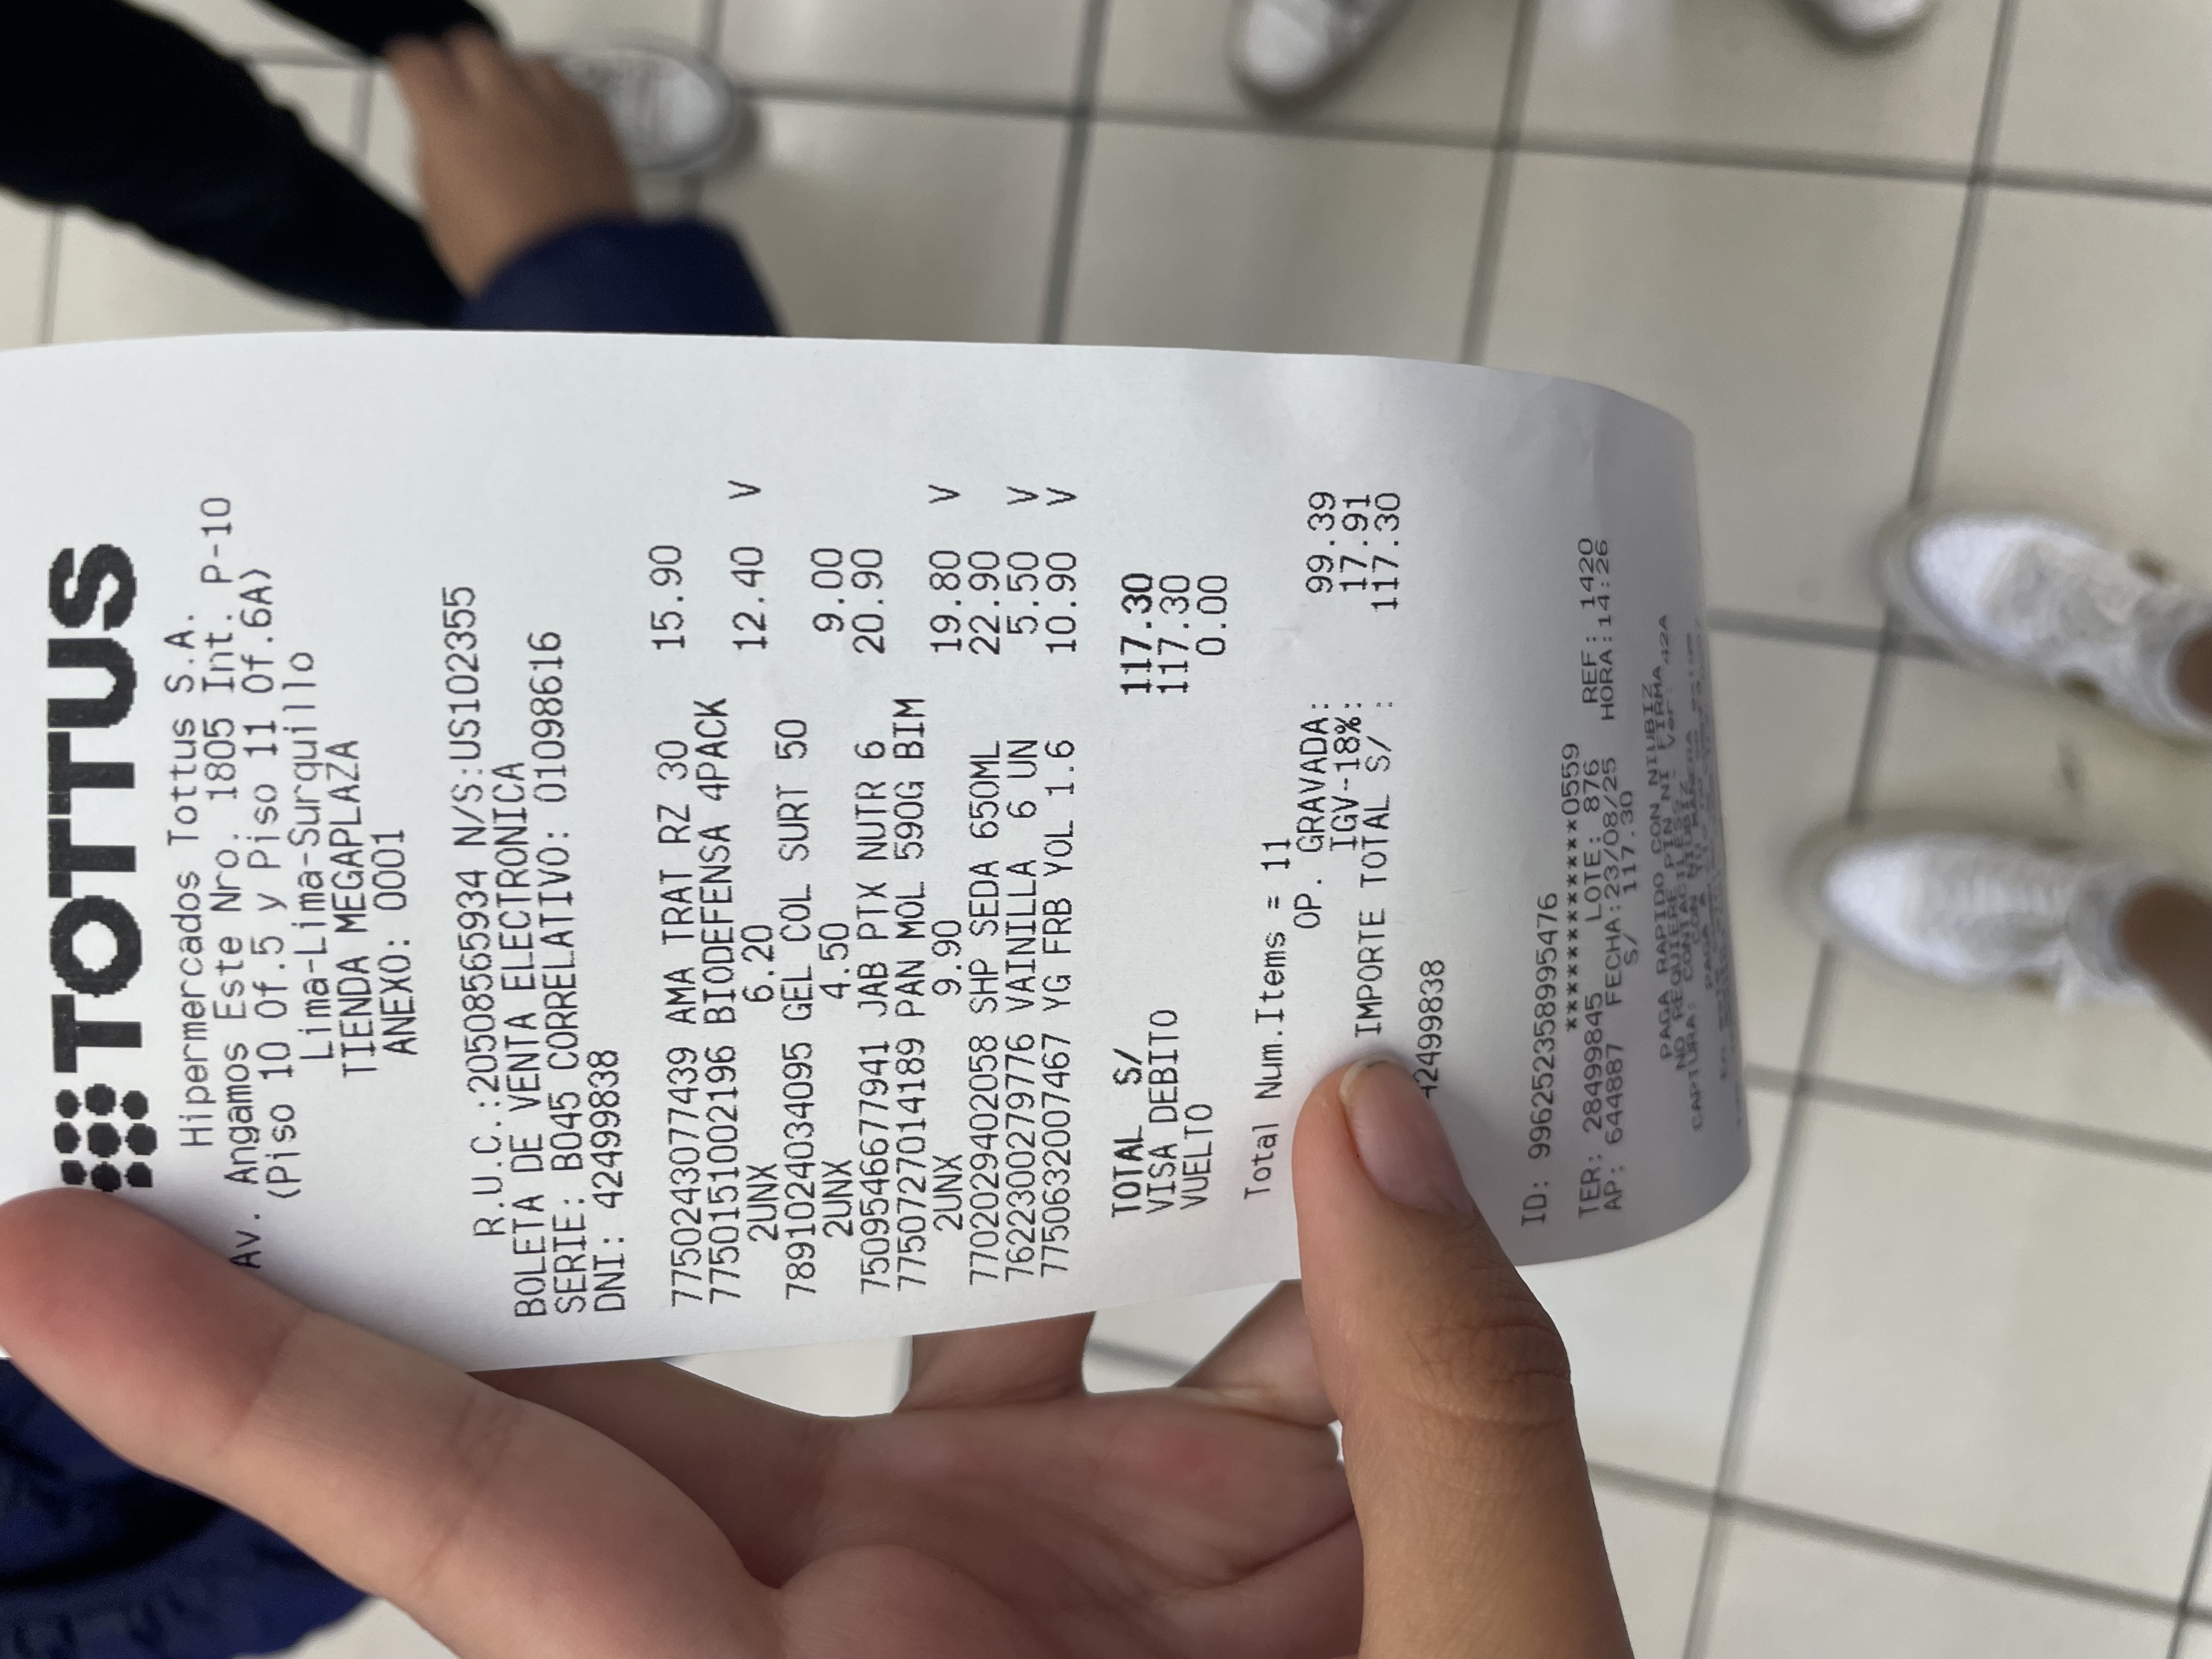 TOTTUS
Hipermercados Tottus S.A.
Av. Angamos Este Nro. 1805 Int. P-10
(Piso 10 Of.5 y Piso 11 Of.6A)
Lima-Lima-Surquillo
TIENDA MEGAPLAZA
ANEXO: 0001
R.U.C.:20508565934 N/S:US102355
BOLETA DE VENTA ELECTRONICA
SERIE: B045 CORRELATIVO: 01098616
DNI: 42499838
7750243077439 AMA TRAT RZ 30 15.90
7750151002196 BIODEFENSA 4PACK
2UNX 6.20 12.40 V
7891024034095 GEL COL SURT 50
2UNX 4.50 9.00
7509546677941 JAB PTX NUTR 6 20.90
7750727014189 PAN MOL 590G BIM
2UNX 9.90 19.80 V
7702029402058 SHP SEDA 650ML 22.90
7622300279776 VAINILLA 6 UN 5.50 V
7750632007467 YG FRB YOL 1.6 10.90 V
TOTAL S/ 117.30
VISA DEBITO 117.30
VUELTO 0.00
Total Num.Items = 11
OP. GRAVADA: 99.39
IGV-18%: 17.91
IMPORTE TOTAL S/ : 117.30
42499838
ID: 996252358995476
************0559
TER: 28499845 LOTE: 876 REF: 1420
AP: 644887 FECHA:23/08/25 HORA:14:26
S/ 117.30
PAGA RAPIDO CON NIUBIZ
NO REQUIERE PIN NI FIRMA
CAPTURA: CONTACTLESS - Ver: 42A
CON NIUBIZ
PAGA A TU MANERA